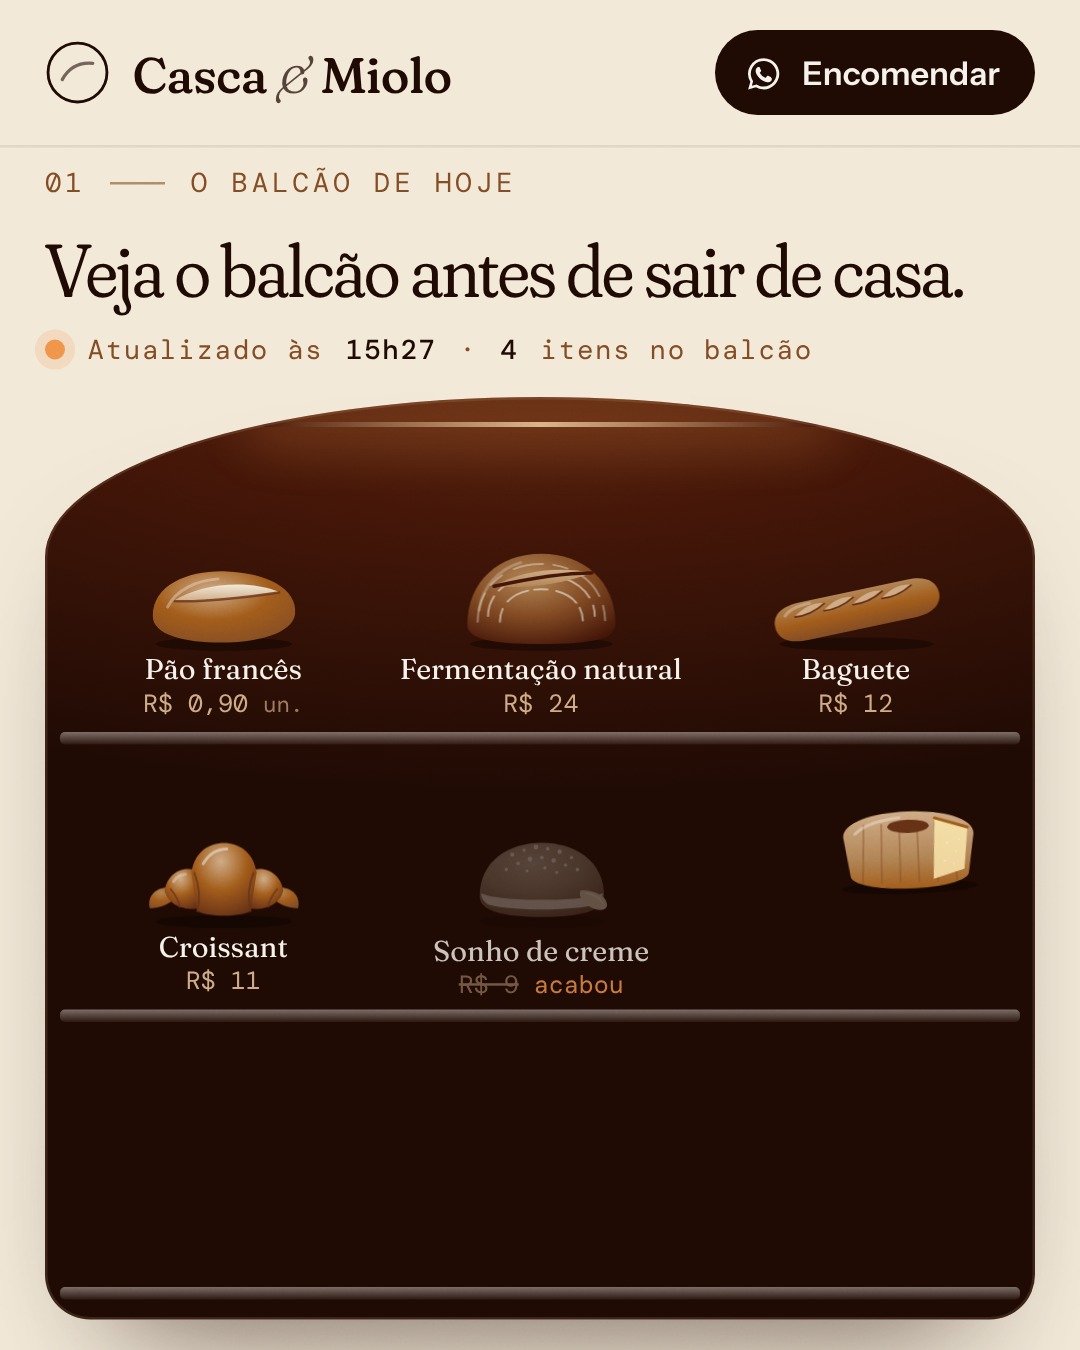 Casca & Miolo
Encomendar
01 — O BALCÃO DE HOJE
Veja o balcão antes de sair de casa.
Atualizado às 15h27 · 4 itens no balcão
Pão francês
R$ 0,90 un.
Fermentação natural
R$ 24
Baguete
R$ 12
Croissant
R$ 11
Sonho de creme
R$ 9 acabou